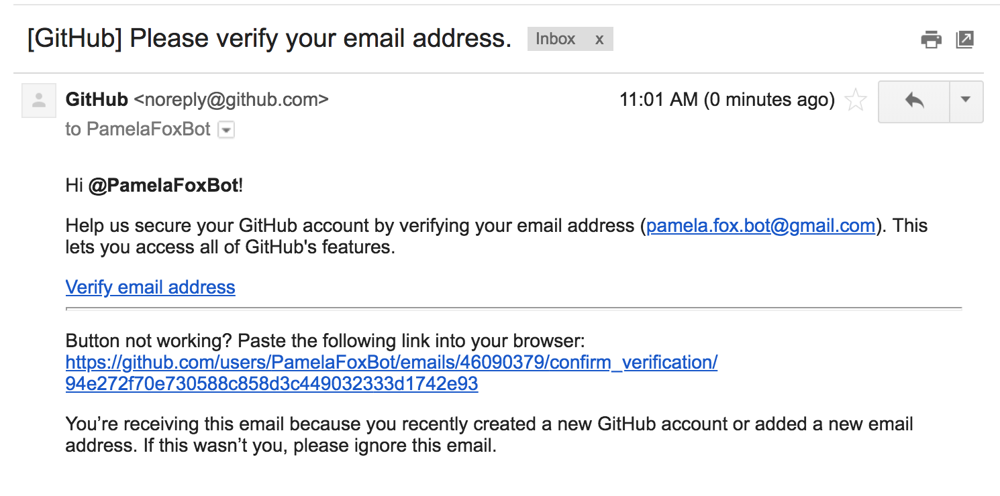 [GitHub] Please verify your email address. Inbox x
GitHub <noreply@github.com> 11:01 AM (0 minutes ago)
to PamelaFoxBot
Hi @PamelaFoxBot!
Help us secure your GitHub account by verifying your email address (pamela.fox.bot@gmail.com). This
lets you access all of GitHub's features.
Verify email address
Button not working? Paste the following link into your browser:
https://github.com/users/PamelaFoxBot/emails/46090379/confirm_verification/
94e272f70e730588c858d3c449032333d1742e93
You’re receiving this email because you recently created a new GitHub account or added a new email
address. If this wasn’t you, please ignore this email.